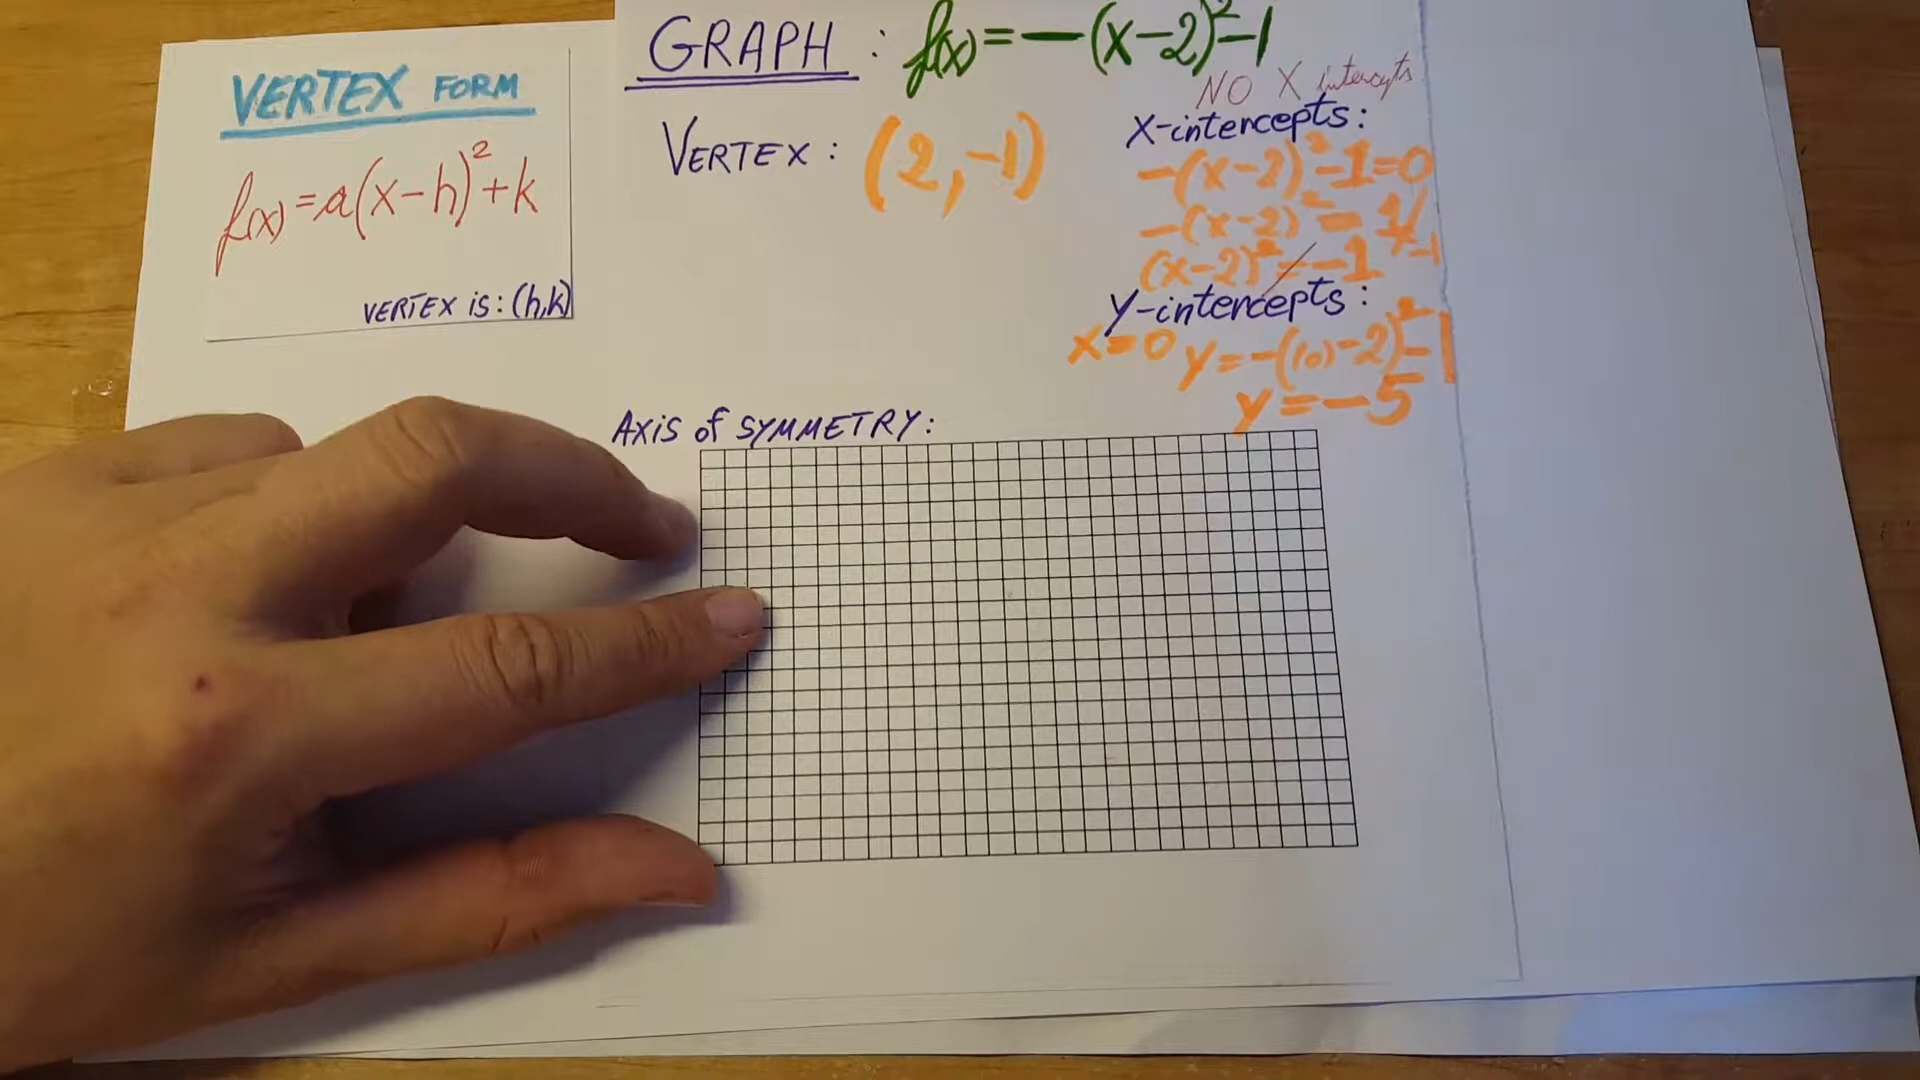 VERTEX FORM
f(x)=a(x-h)²+k
VERTEX is: (h,k)
GRAPH : f(x)=-(x-2)²-1
NO X intercepts
VERTEX: (2,-1)
X-intercepts:
-(x-2)²-1=0
-(x-2)²=1/-1
(x-2)²=-1
Y-intercepts:
x=0 y=-((0)-2)²-1
y=-5
Axis of SYMMETRY: